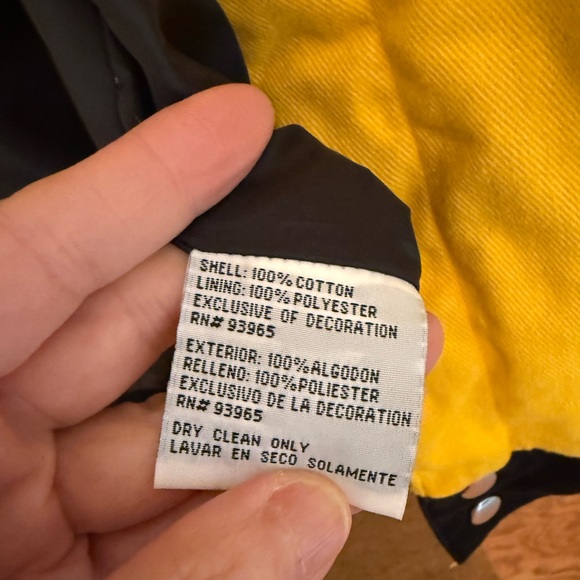 SHELL: 100% COTTON
LINING: 100% POLYESTER
EXCLUSIVE OF DECORATION
RN# 93965
EXTERIOR: 100%ALGODON
RELLENO: 100%POLIESTER
EXCLUSIVO DE LA DECORATION
RN# 93965
DRY CLEAN ONLY
LAVAR EN SECO SOLAMENTE